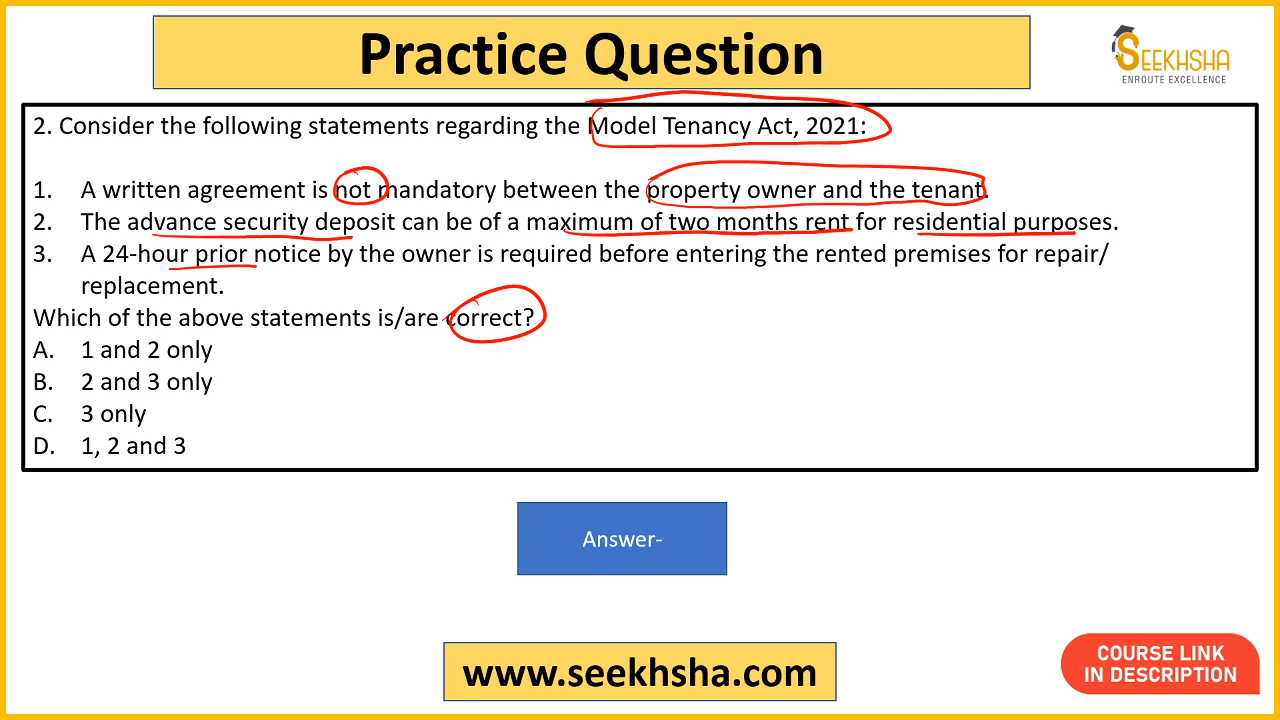 Practice Question
SEEKHSHA
ENROUTE EXCELLENCE
2. Consider the following statements regarding the Model Tenancy Act, 2021:
1. A written agreement is not mandatory between the property owner and the tenant.
2. The advance security deposit can be of a maximum of two months rent for residential purposes.
3. A 24-hour prior notice by the owner is required before entering the rented premises for repair/
replacement.
Which of the above statements is/are correct?
A. 1 and 2 only
B. 2 and 3 only
C. 3 only
D. 1, 2 and 3
Answer-
www.seekhsha.com
COURSE LINK
IN DESCRIPTION